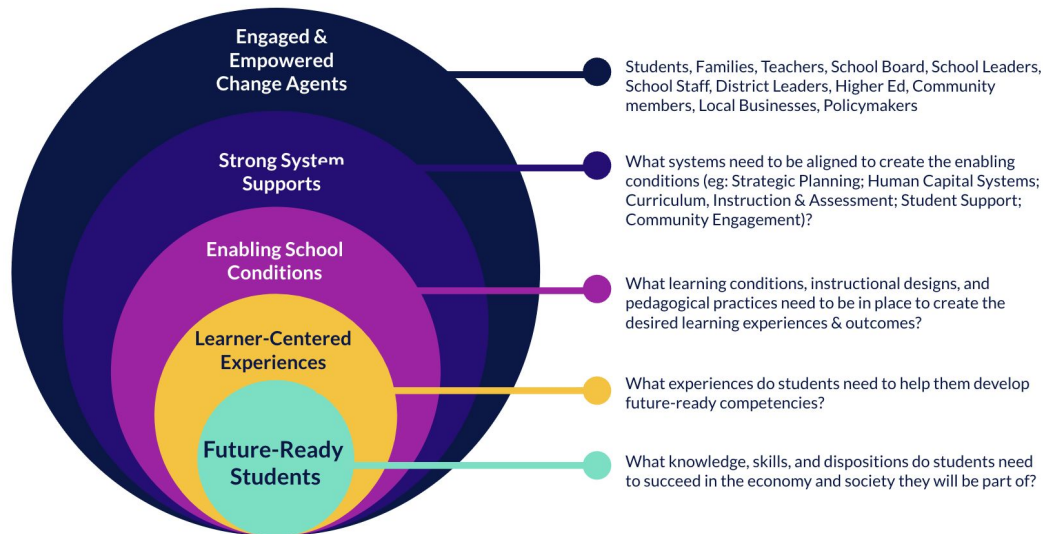 Engaged &
Empowered
Change Agents
Students, Families, Teachers, School Board, School Leaders,
School Staff, District Leaders, Higher Ed, Community
members, Local Businesses, Policymakers
Strong System
Supports
What systems need to be aligned to create the enabling
conditions (eg: Strategic Planning; Human Capital Systems;
Curriculum, Instruction & Assessment; Student Support;
Community Engagement)?
Enabling School
Conditions
What learning conditions, instructional designs, and
pedagogical practices need to be in place to create the
desired learning experiences & outcomes?
Learner-Centered
Experiences
What experiences do students need to help them develop
future-ready competencies?
Future-Ready
Students
What knowledge, skills, and dispositions do students need
to succeed in the economy and society they will be part of?